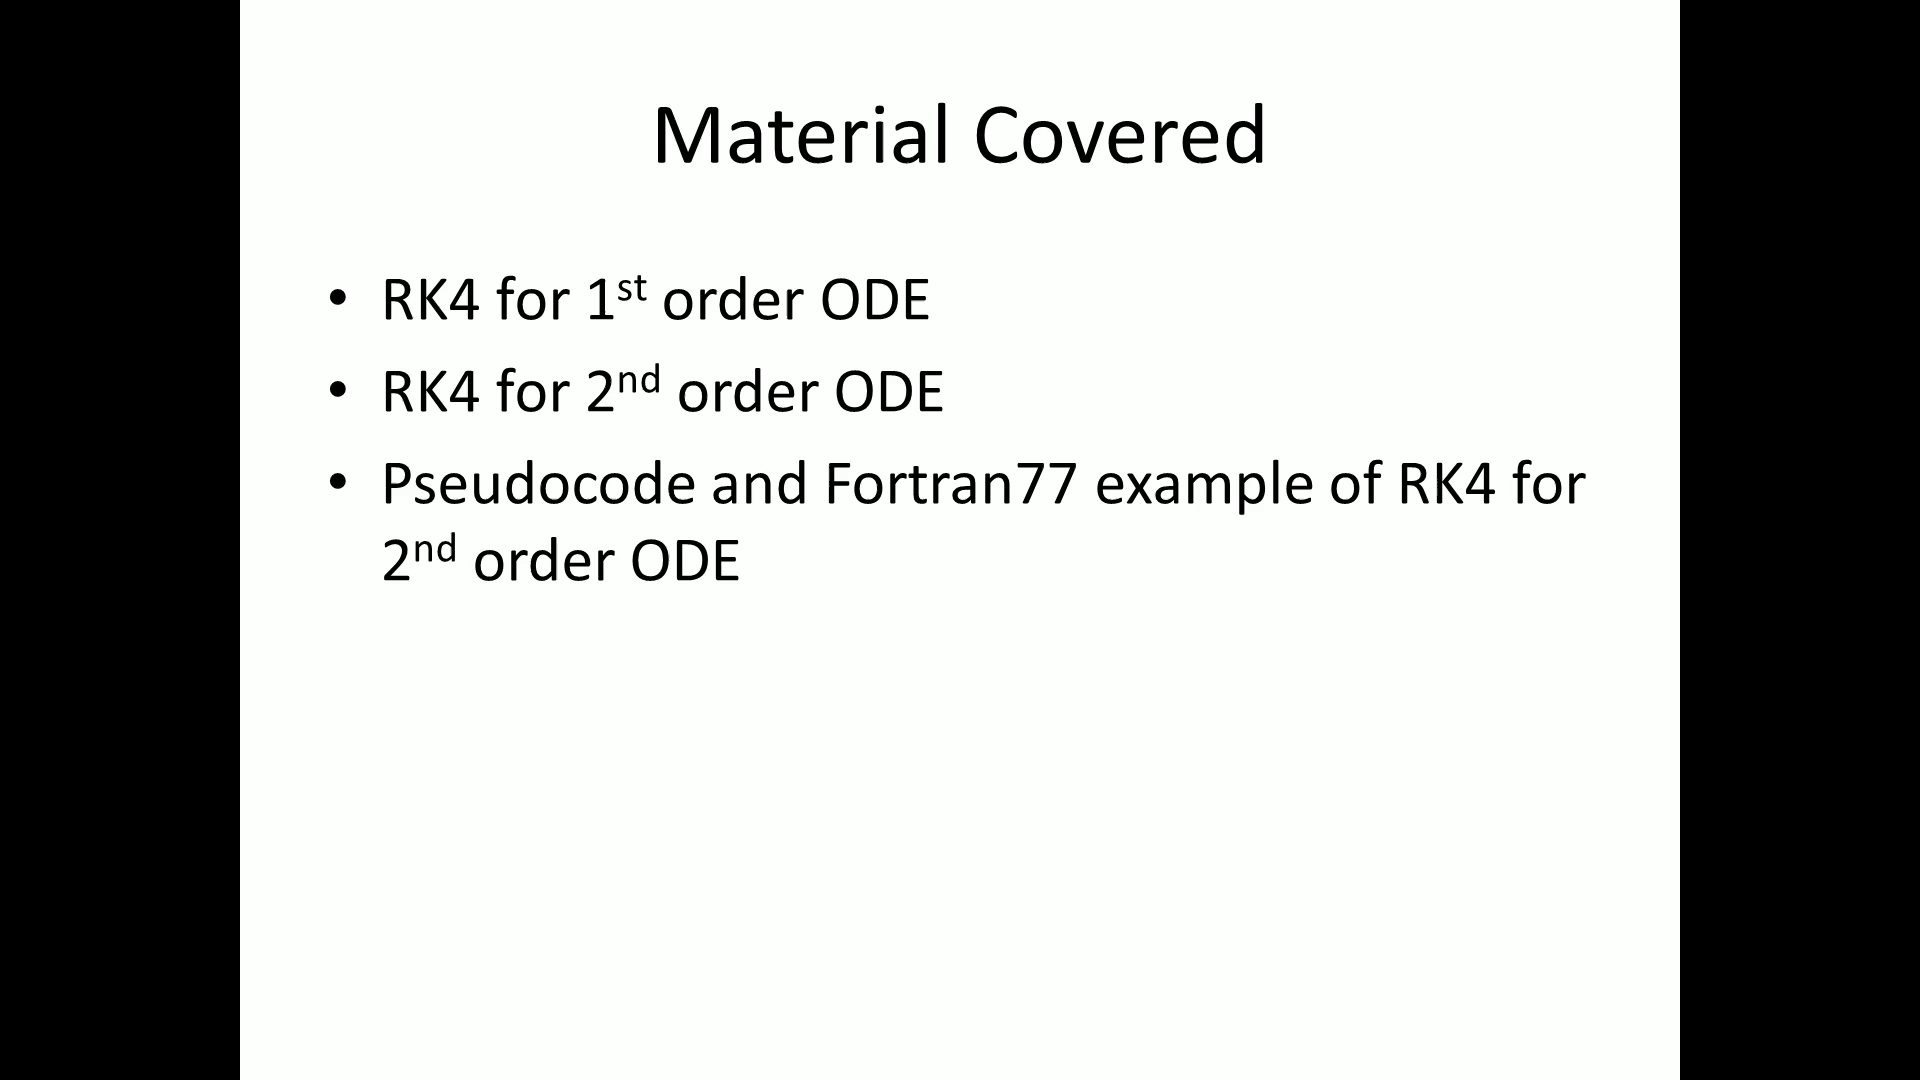 Material Covered
• RK4 for 1st order ODE
• RK4 for 2nd order ODE
• Pseudocode and Fortran77 example of RK4 for
2nd order ODE